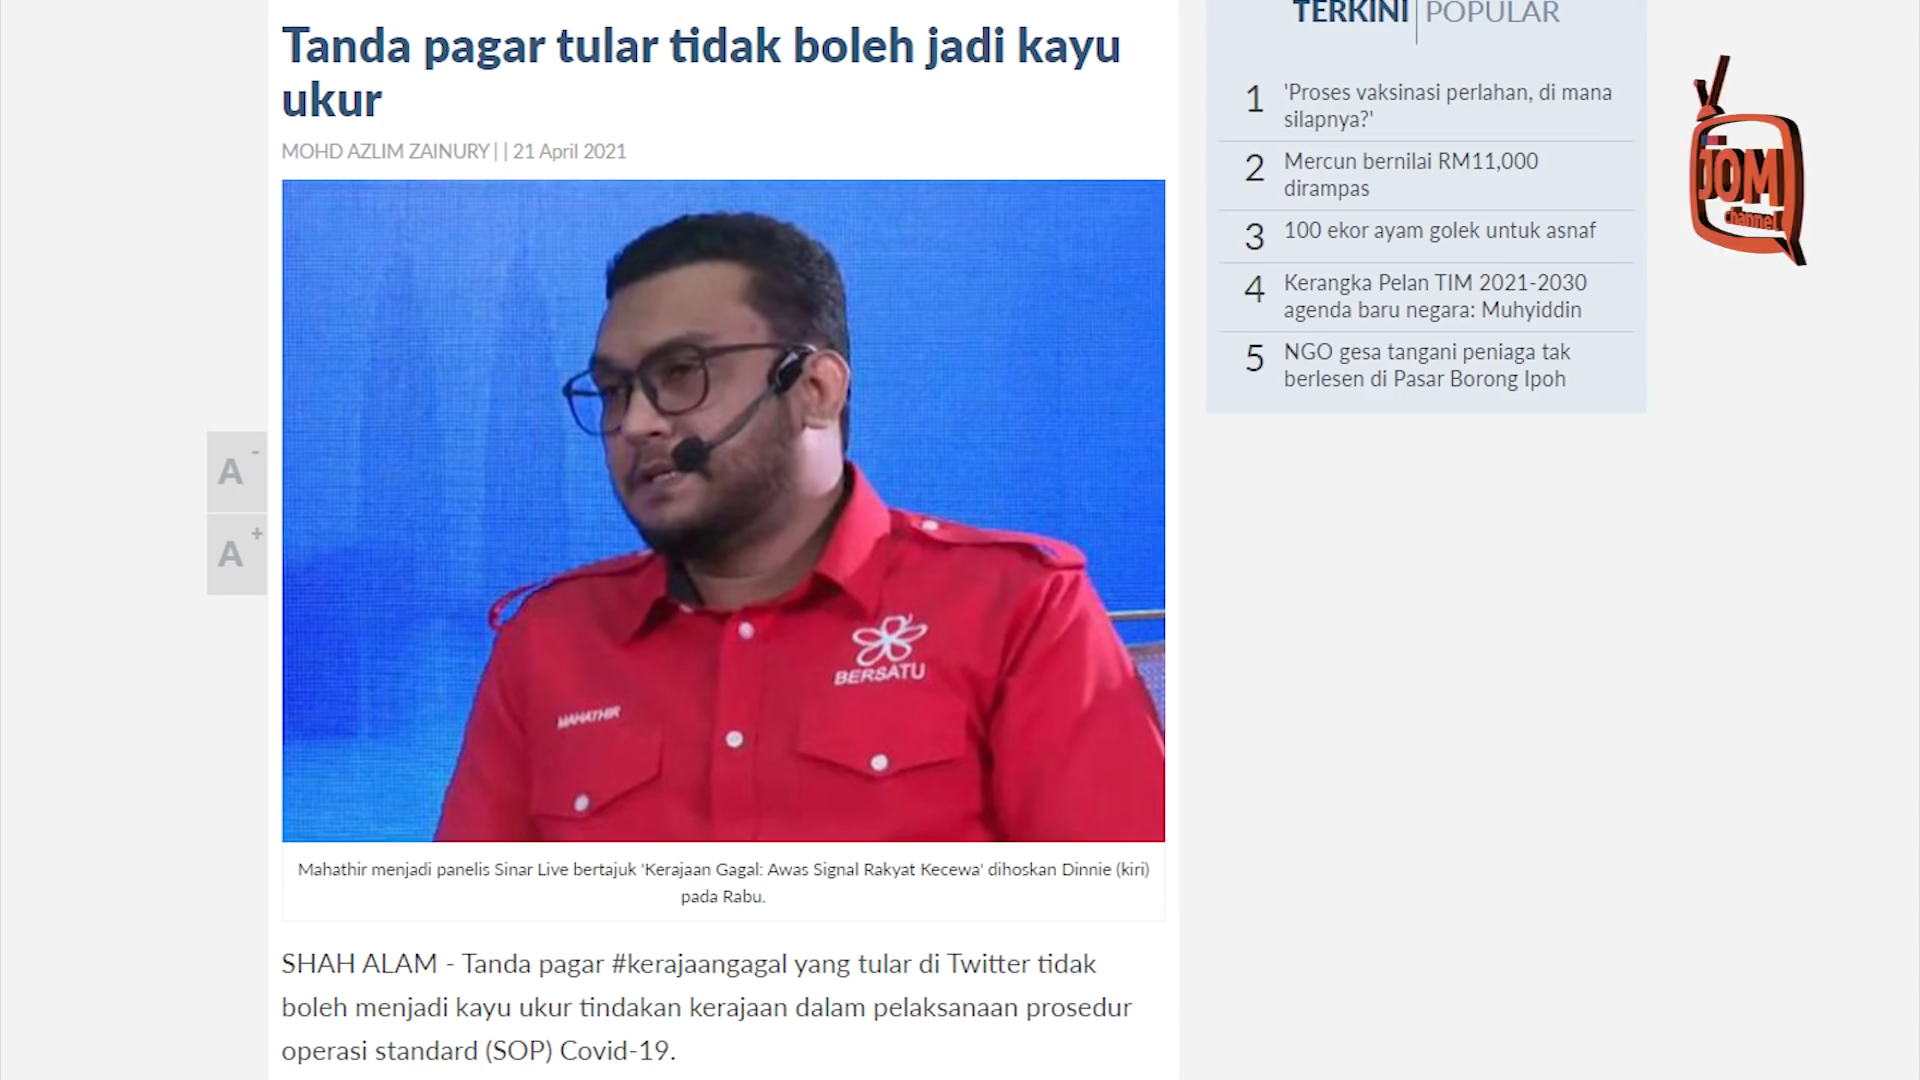 Tanda pagar tular tidak boleh jadi kayu
ukur
MOHD AZLIM ZAINURY| | 21 April 2021
BERSATU
MAHATHIR
A -
A +
Mahathir menjadi panelis Sinar Live bertajuk 'Kerajaan Gagal: Awas Signal Rakyat Kecewa' dihoskan Dinnie (kiri)
pada Rabu.
SHAH ALAM - Tanda pagar #kerajaangagal yang tular di Twitter tidak
boleh menjadi kayu ukur tindakan kerajaan dalam pelaksanaan prosedur
operasi standard (SOP) Covid-19.
TERKINI POPULAR
1 'Proses vaksinasi perlahan, di mana
silapnya?'
2 Mercun bernilai RM11,000
dirampas
3 100 ekor ayam golek untuk asnaf
4 Kerangka Pelan TIM 2021-2030
agenda baru negara: Muhyiddin
5 NGO gesa tangani peniaga tak
berlesen di Pasar Borong Ipoh
JOM
channel